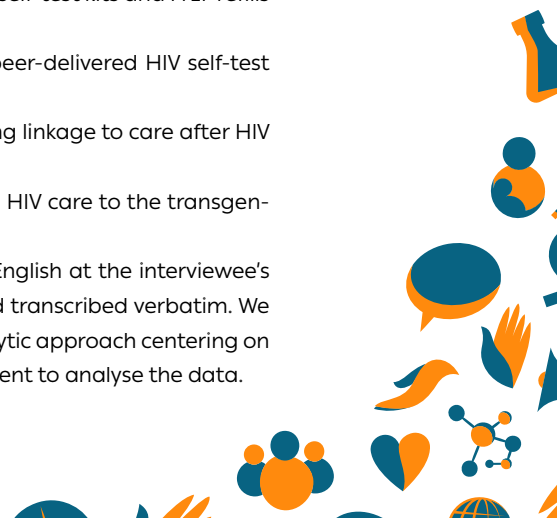 peer-delivered HIV self-test
ng linkage to care after HIV
HIV care to the transgen-
English at the interviewee's
d transcribed verbatim. We
ytic approach centering on
ent to analyse the data.